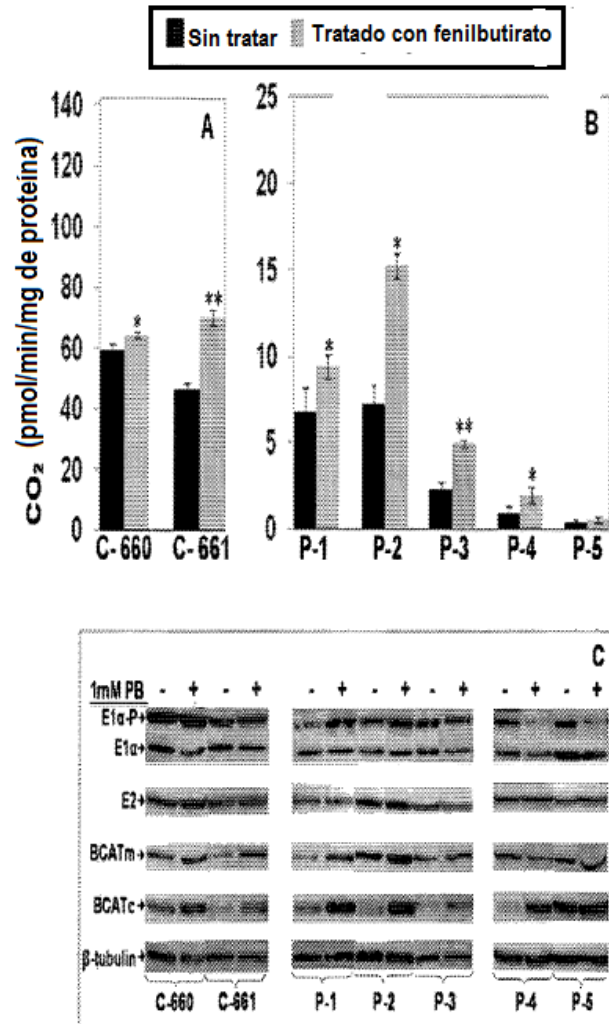 Sin tratar Tratado con fenilbutirato
CO₂ (pmol/min/mg de proteína)
140
120
100
80
60
40
20
0
A
*
**
C-660 C-661
25
20
15
10
5
0
B
*
*
**
*
P-1 P-2 P-3 P-4 P-5
C
1mM PB - + - + - + - + - + - + - +
E1α-P
E1α
E2
BCATm
BCATc
β-tubulin
C-660 C-661 P-1 P-2 P-3 P-4 P-5